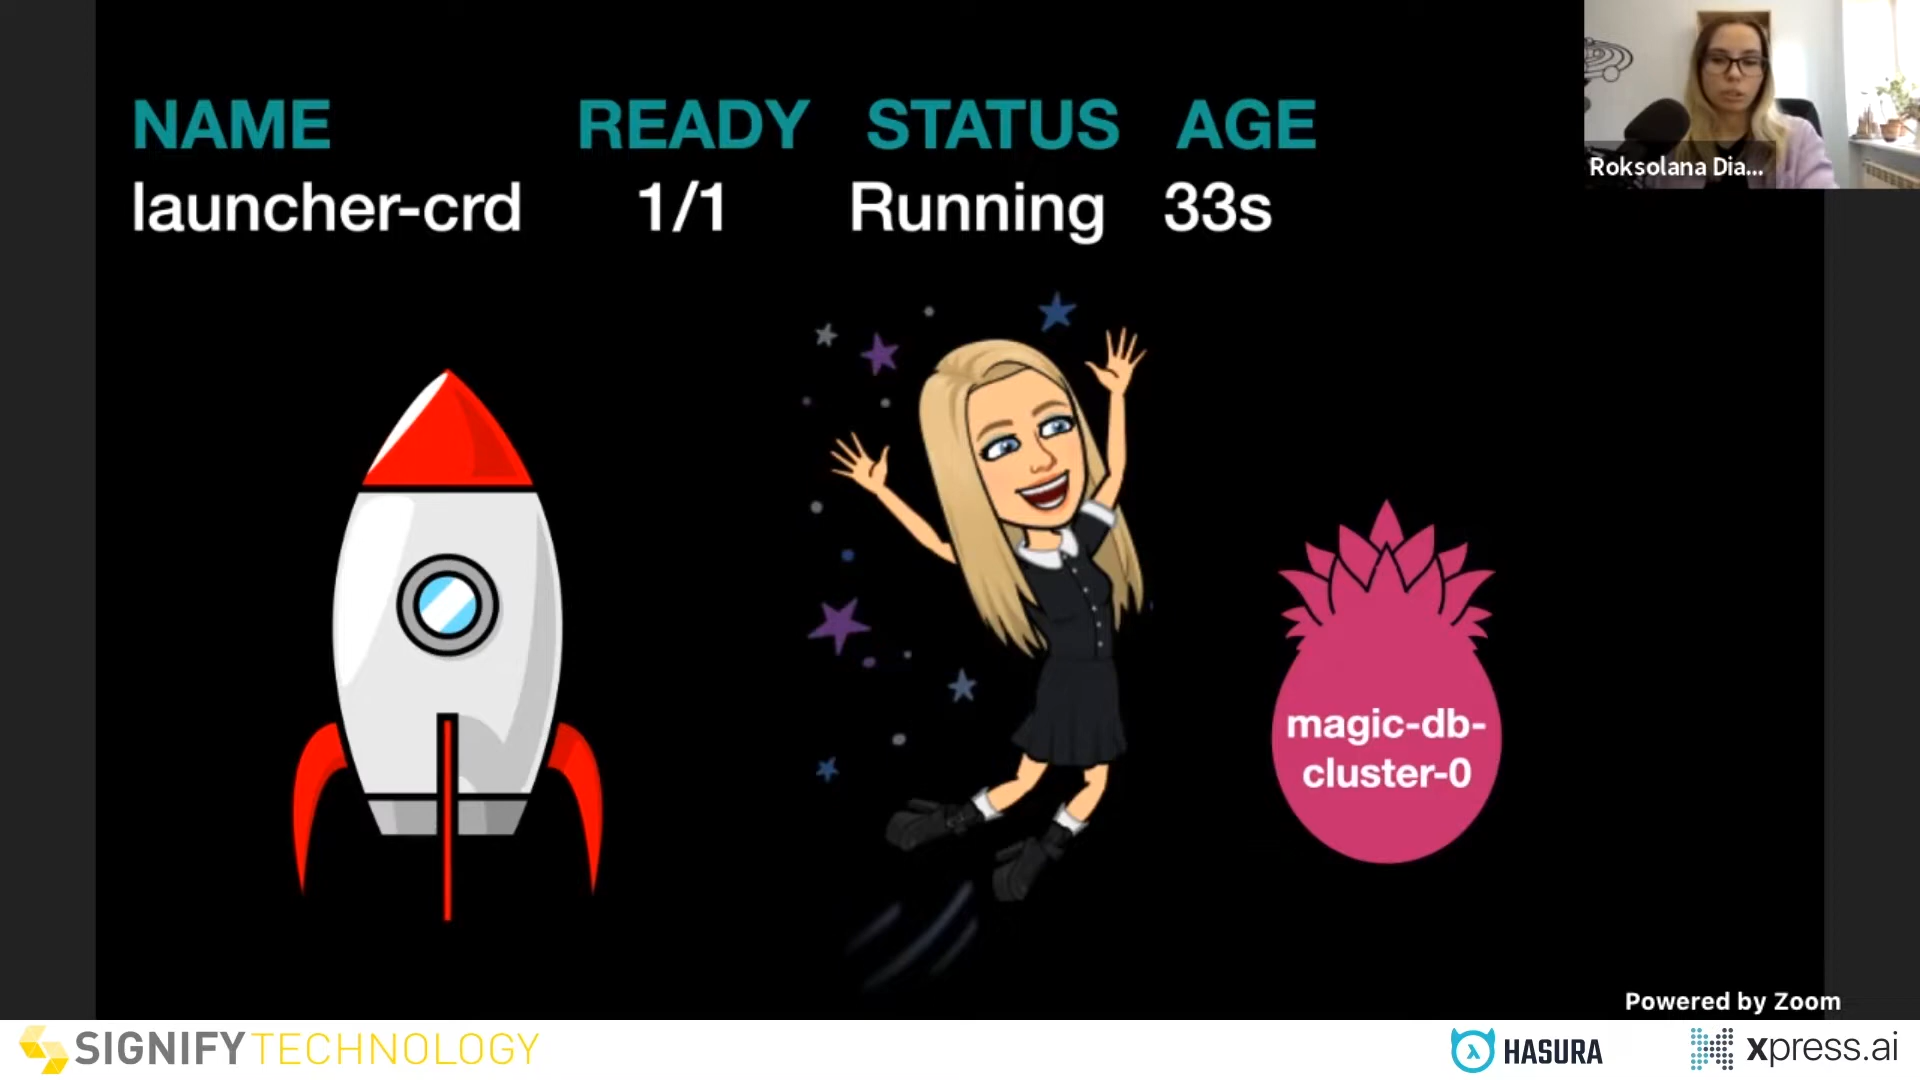 NAME READY STATUS AGE
launcher-crd 1/1 Running 33s
Roksolana Dia...
magic-db-
cluster-0
Powered by Zoom
SIGNIFY TECHNOLOGY
HASURA
xpress.ai